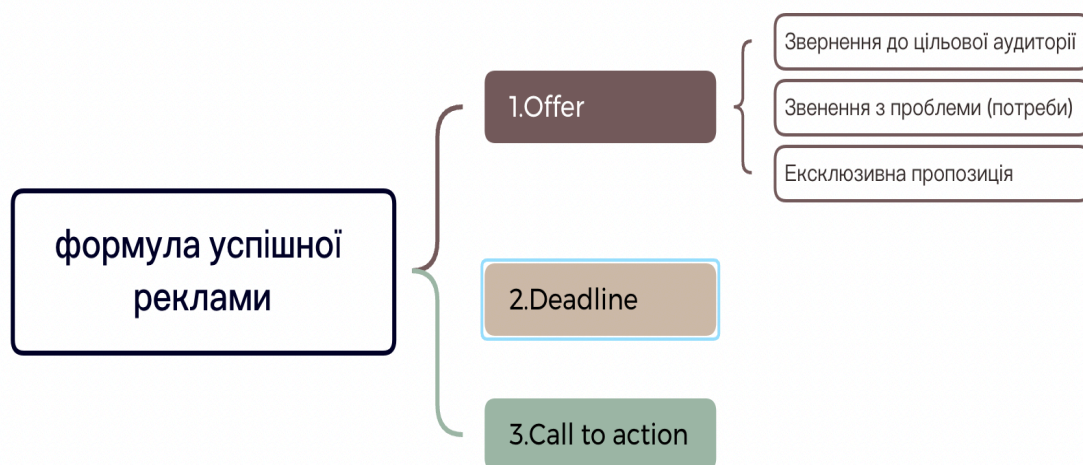 формула успішної
реклами
1.Offer
Звернення до цільової аудиторії
Звенення з проблеми (потреби)
Ексклюзивна пропозиція
2.Deadline
3.Call to action